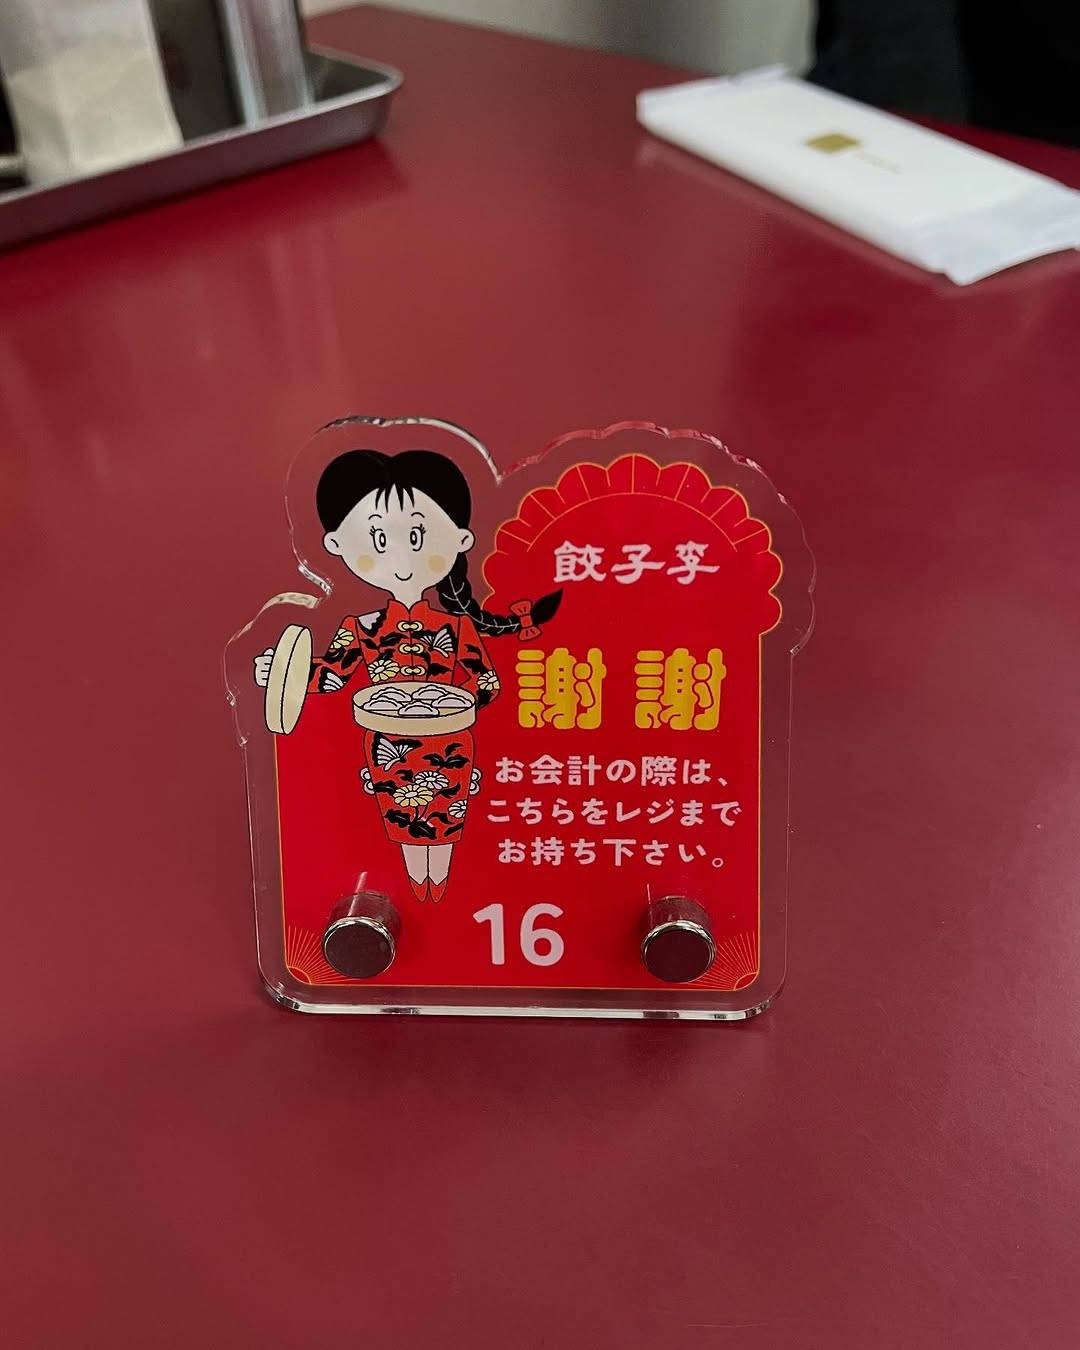 餃子李
謝謝
お会計の際は、
こちらをレジまで
お持ち下さい。
16